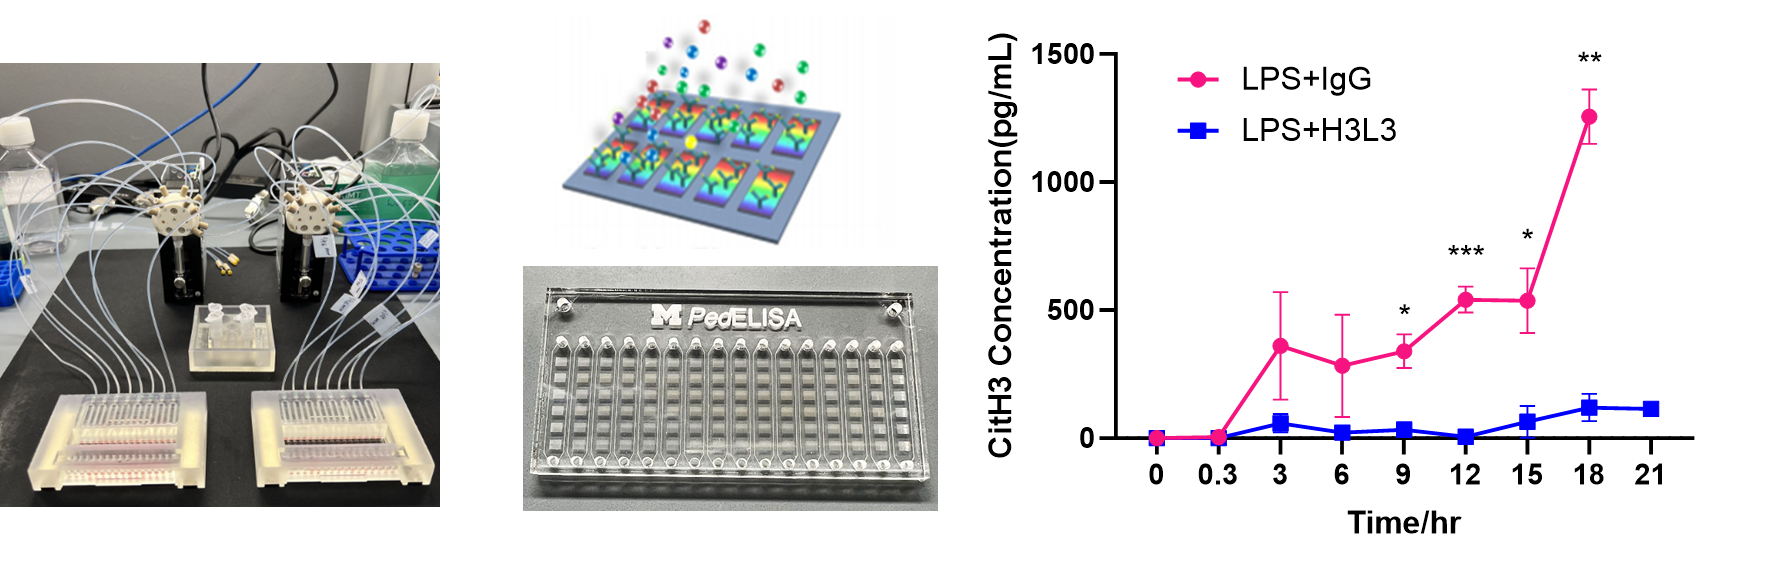 M PedELISA
CitH3 Concentration(pg/mL)
1500
1000
500
0
LPS+IgG
LPS+H3L3
*
***
*
**
0 0.3 3 6 9 12 15 18 21
Time/hr